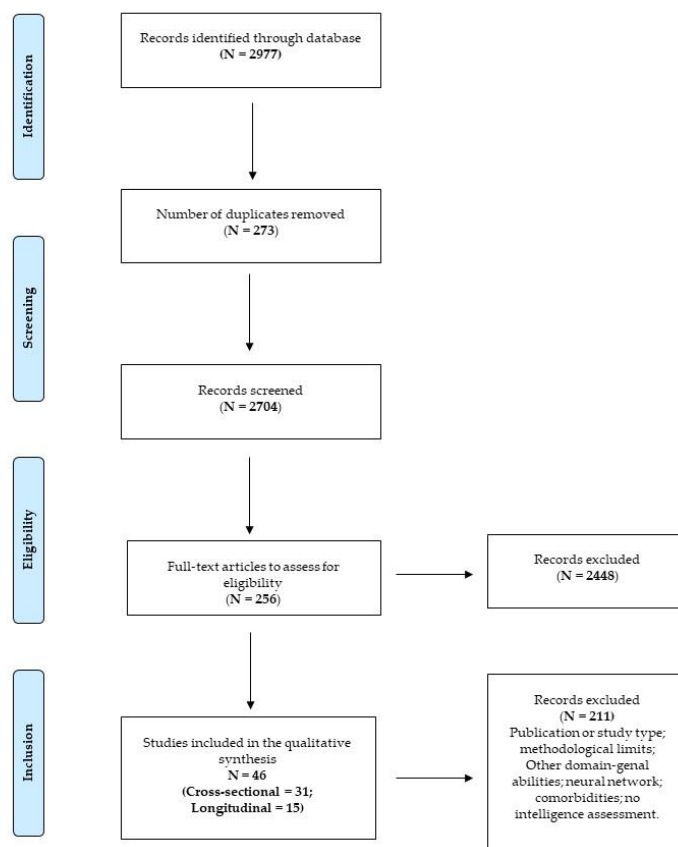 Identification
Records identified through database
(N = 2977)
Number of duplicates removed
(N = 273)
Screening
Records screened
(N = 2704)
Eligibility
Full-text articles to assess for
eligibility
(N = 256)
Records excluded
(N = 2448)
Inclusion
Studies included in the qualitative
synthesis
N = 46
(Cross-sectional = 31;
Longitudinal = 15)
Records excluded
(N = 211)
Publication or study type;
methodological limits;
Other domain-genal
abilities; neural network;
comorbidities; no
intelligence assessment.